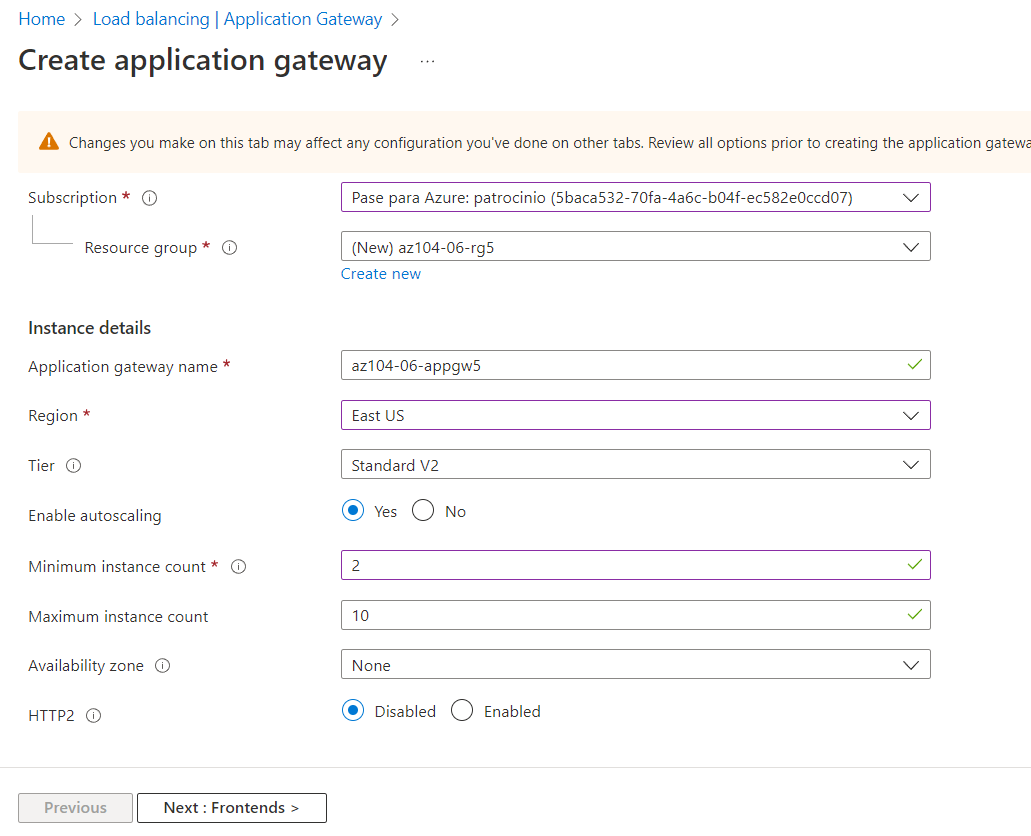 Home > Load balancing | Application Gateway >
Create application gateway ...
Changes you make on this tab may affect any configuration you've done on other tabs. Review all options prior to creating the application gatewa
Subscription * Pase para Azure: patrocinio (5baca532-70fa-4a6c-b04f-ec582e0ccd07)
Resource group * (New) az104-06-rg5
Create new
Instance details
Application gateway name * az104-06-appgw5
Region * East US
Tier Standard V2
Enable autoscaling Yes No
Minimum instance count * 2
Maximum instance count 10
Availability zone None
HTTP2 Disabled Enabled
Previous Next : Frontends >